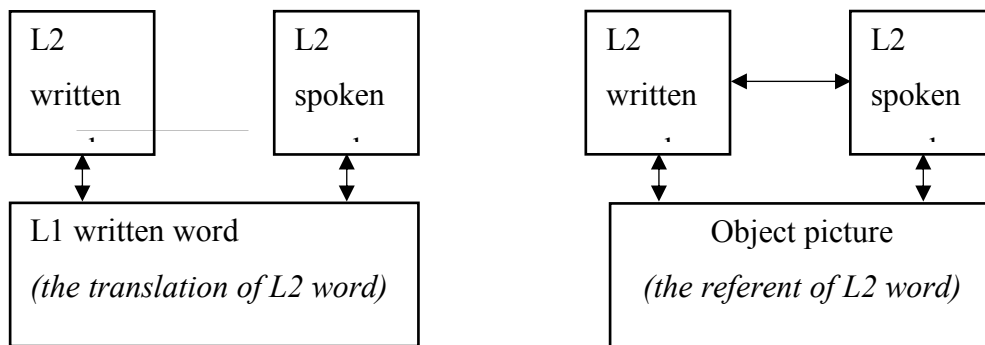 L2
written
L2
spoken
L2
written
L2
spoken
L1 written word
(the translation of L2 word)
Object picture
(the referent of L2 word)